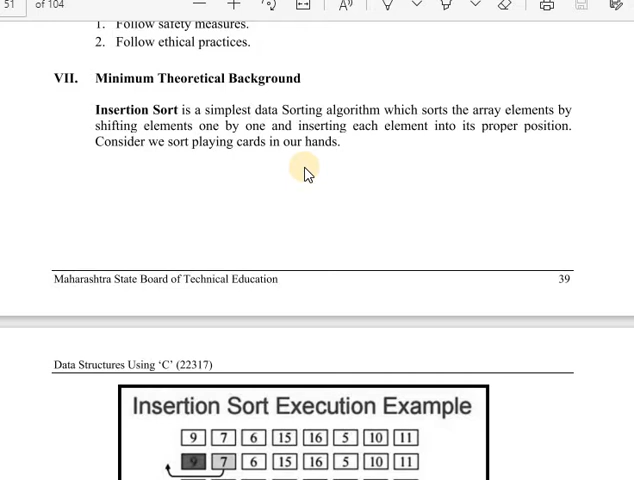 51 of 104
1. Follow safety measures.
2. Follow ethical practices.
VII. Minimum Theoretical Background
Insertion Sort is a simplest data Sorting algorithm which sorts the array elements by
shifting elements one by one and inserting each element into its proper position.
Consider we sort playing cards in our hands.
Maharashtra State Board of Technical Education 39
Data Structures Using ‘C’ (22317)
Insertion Sort Execution Example
9 7 6 15 16 5 10 11
9 7 6 15 16 5 10 11